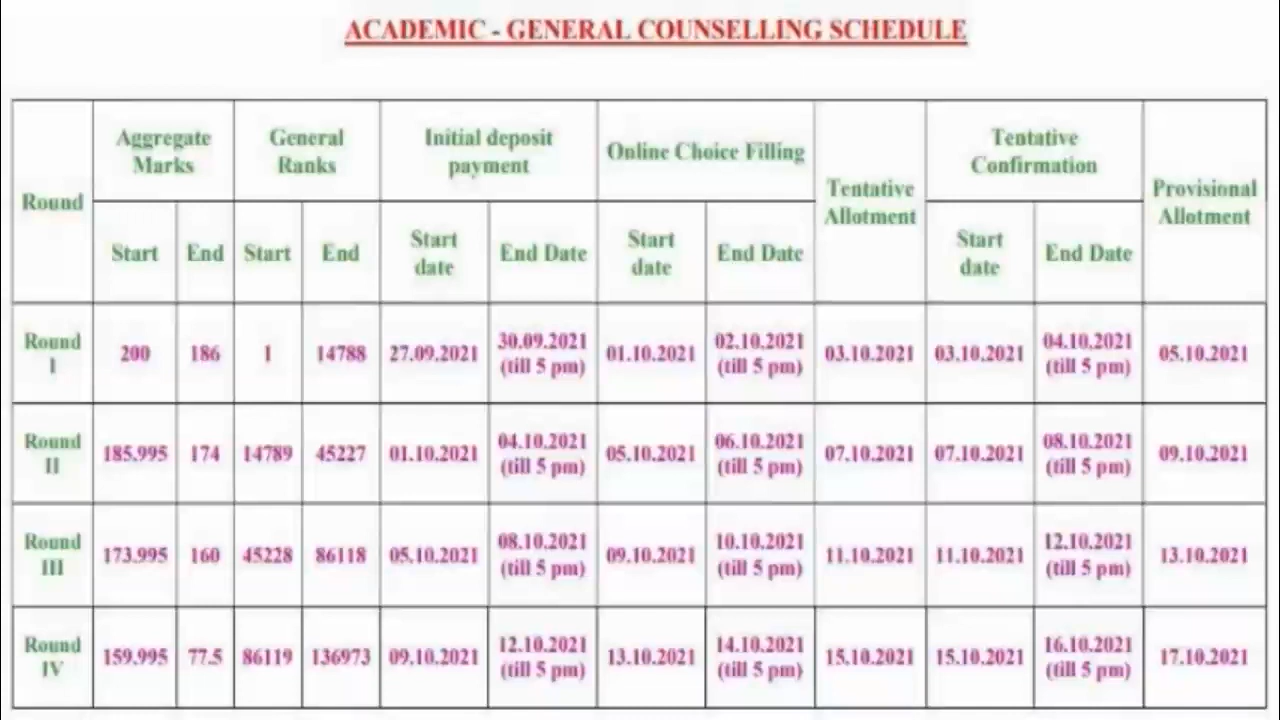 ACADEMIC - GENERAL COUNSELLING SCHEDULE
Round
Aggregate
Marks
General
Ranks
Initial deposit
payment
Online Choice Filling
Tentative
Allotment
Tentative
Confirmation
Provisional
Allotment
Start End Start End Start
date End Date Start
date End Date Start
date End Date
Round
I 200 186 1 14788 27.09.2021 30.09.2021
(till 5 pm) 01.10.2021 02.10.2021
(till 5 pm) 03.10.2021 03.10.2021 04.10.2021
(till 5 pm) 05.10.2021
Round
II 185.995 174 14789 45227 01.10.2021 04.10.2021
(till 5 pm) 05.10.2021 06.10.2021
(till 5 pm) 07.10.2021 07.10.2021 08.10.2021
(till 5 pm) 09.10.2021
Round
III 173.995 160 45228 86118 05.10.2021 08.10.2021
(till 5 pm) 09.10.2021 10.10.2021
(till 5 pm) 11.10.2021 11.10.2021 12.10.2021
(till 5 pm) 13.10.2021
Round
IV 159.995 77.5 86119 136973 09.10.2021 12.10.2021
(till 5 pm) 13.10.2021 14.10.2021
(till 5 pm) 15.10.2021 15.10.2021 16.10.2021
(till 5 pm) 17.10.2021